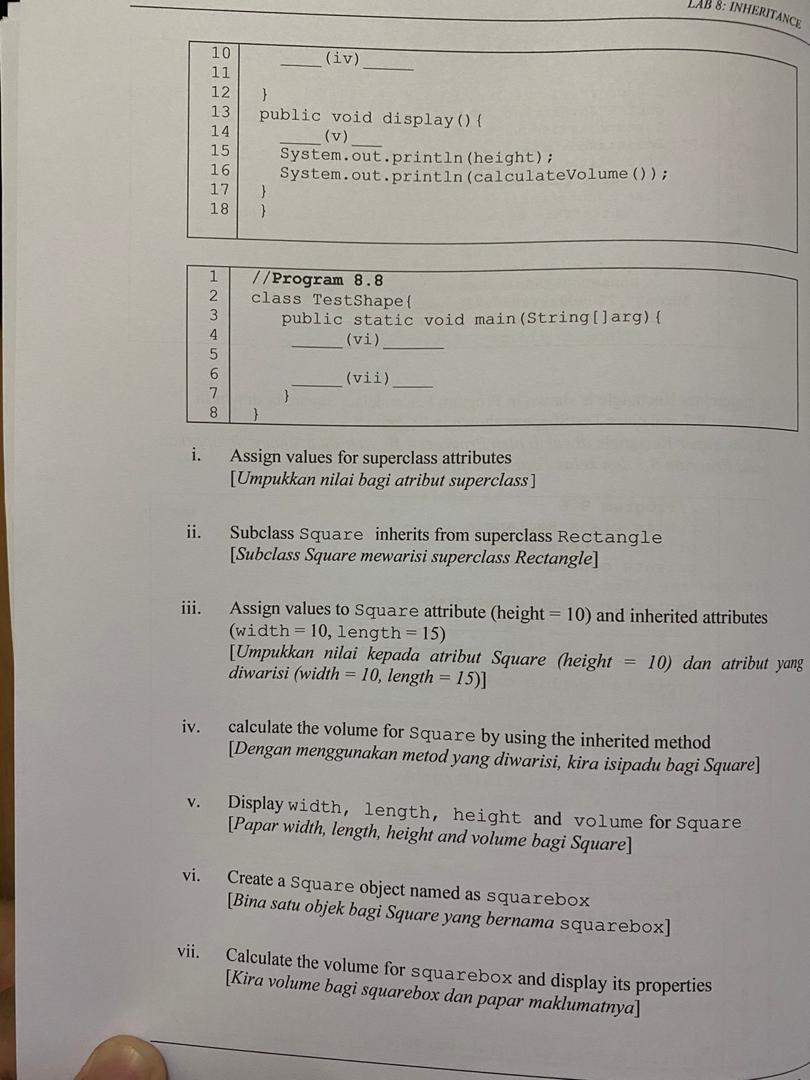 LAB 8: INHERITANCE
10 ____(iv)_____
11
12 }
13 public void display(){
14 ____(v)___
15 System.out.println(height);
16 System.out.println(calculateVolume());
17 }
18 }
1 //Program 8.8
2 class TestShape{
3 public static void main(String[]arg){
4 _____(vi)______
5
6 _____(vii)____
7 }
8 }
i. Assign values for superclass attributes
[Umpukkan nilai bagi atribut superclass]
ii. Subclass Square inherits from superclass Rectangle
[Subclass Square mewarisi superclass Rectangle]
iii. Assign values to Square attribute (height = 10) and inherited attributes
(width = 10, length = 15)
[Umpukkan nilai kepada atribut Square (height = 10) dan atribut yang
diwarisi (width = 10, length = 15)]
iv. calculate the volume for Square by using the inherited method
[Dengan menggunakan metod yang diwarisi, kira isipadu bagi Square]
v. Display width, length, height and volume for Square
[Papar width, length, height and volume bagi Square]
vi. Create a Square object named as squarebox
[Bina satu objek bagi Square yang bernama squarebox]
vii. Calculate the volume for squarebox and display its properties
[Kira volume bagi squarebox dan papar maklumatnya]